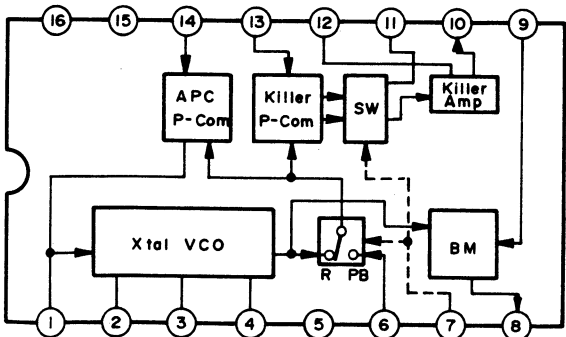 16 15 14 13 12 11 10 9
APC
P-Com
Killer
P-Com
SW
Killer
Amp
Xtal VCO
R PB
BM
1 2 3 4 5 6 7 8